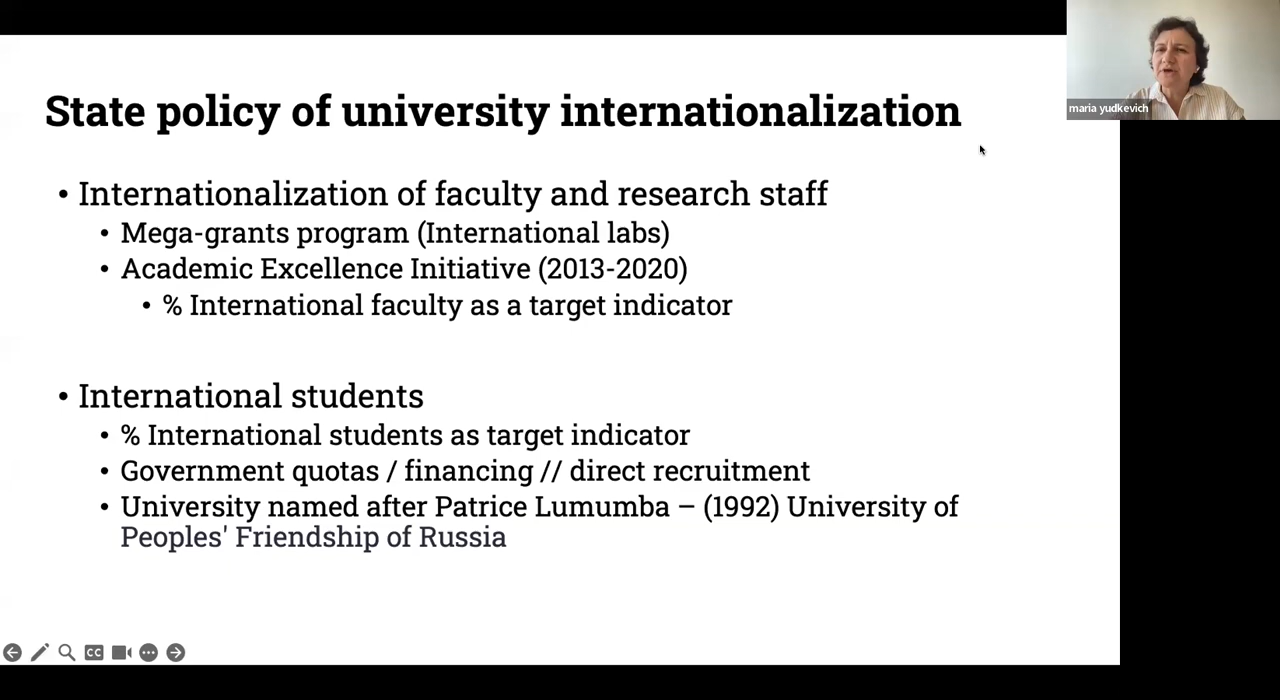 State policy of university internationalization
maria yudkevich
• Internationalization of faculty and research staff
• Mega-grants program (International labs)
• Academic Excellence Initiative (2013-2020)
• % International faculty as a target indicator
• International students
• % International students as target indicator
• Government quotas / financing // direct recruitment
• University named after Patrice Lumumba – (1992) University of
Peoples' Friendship of Russia
CC